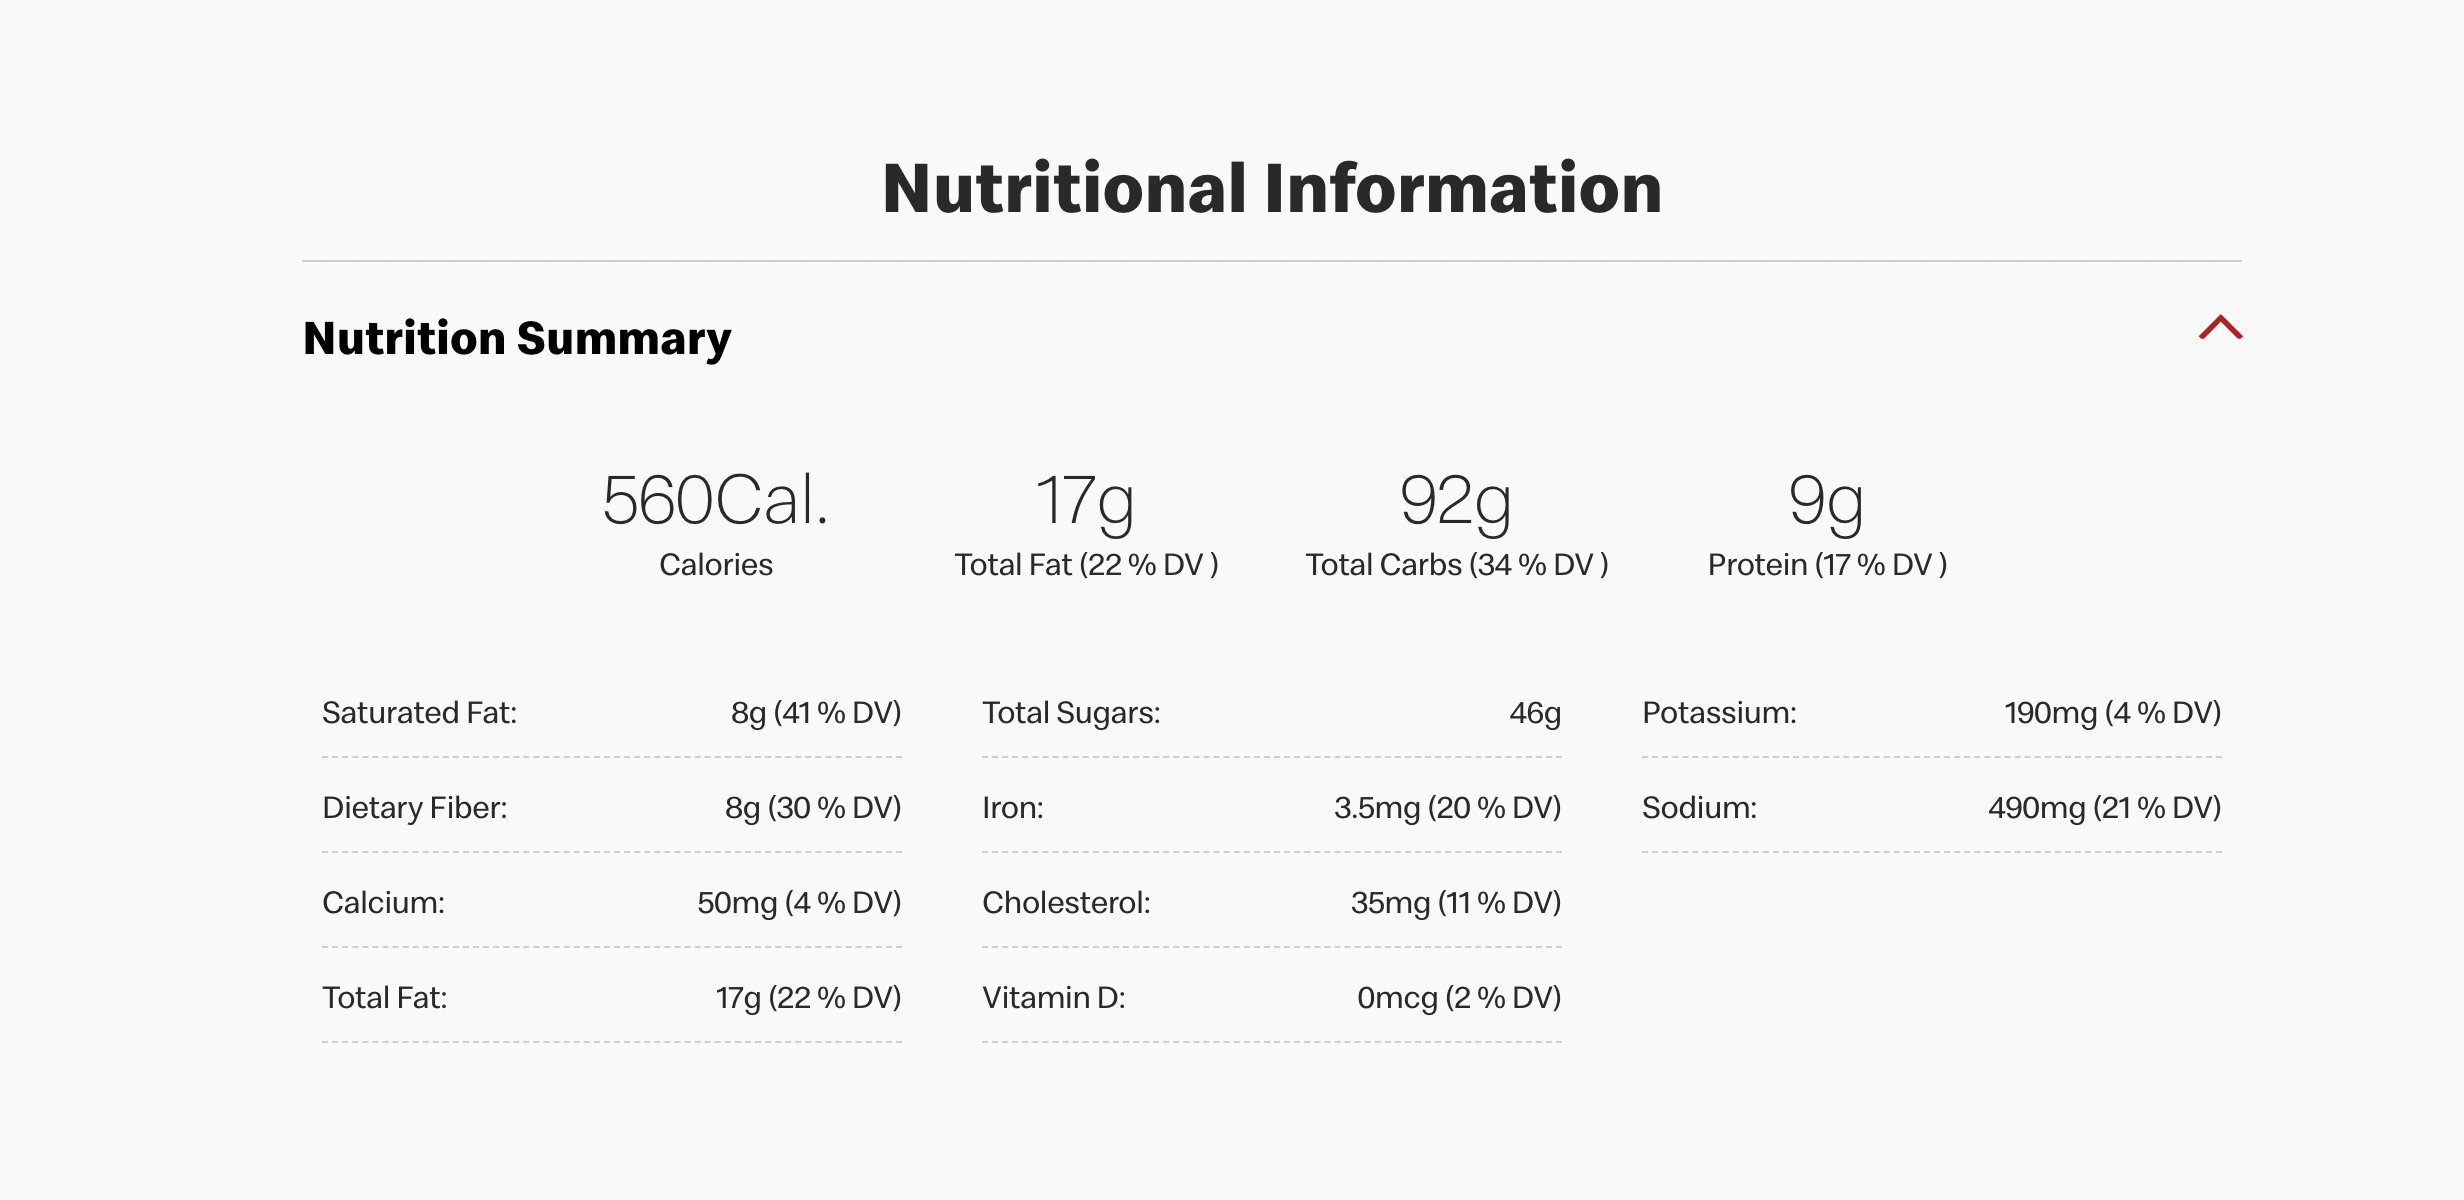 Nutritional Information
Nutrition Summary
560Cal.
Calories
17g
Total Fat (22 % DV )
92g
Total Carbs (34 % DV )
9g
Protein (17 % DV )
Saturated Fat: 8g (41 % DV)
Dietary Fiber: 8g (30 % DV)
Calcium: 50mg (4 % DV)
Total Fat: 17g (22 % DV)
Total Sugars: 46g
Iron: 3.5mg (20 % DV)
Cholesterol: 35mg (11 % DV)
Vitamin D: 0mcg (2 % DV)
Potassium: 190mg (4 % DV)
Sodium: 490mg (21 % DV)